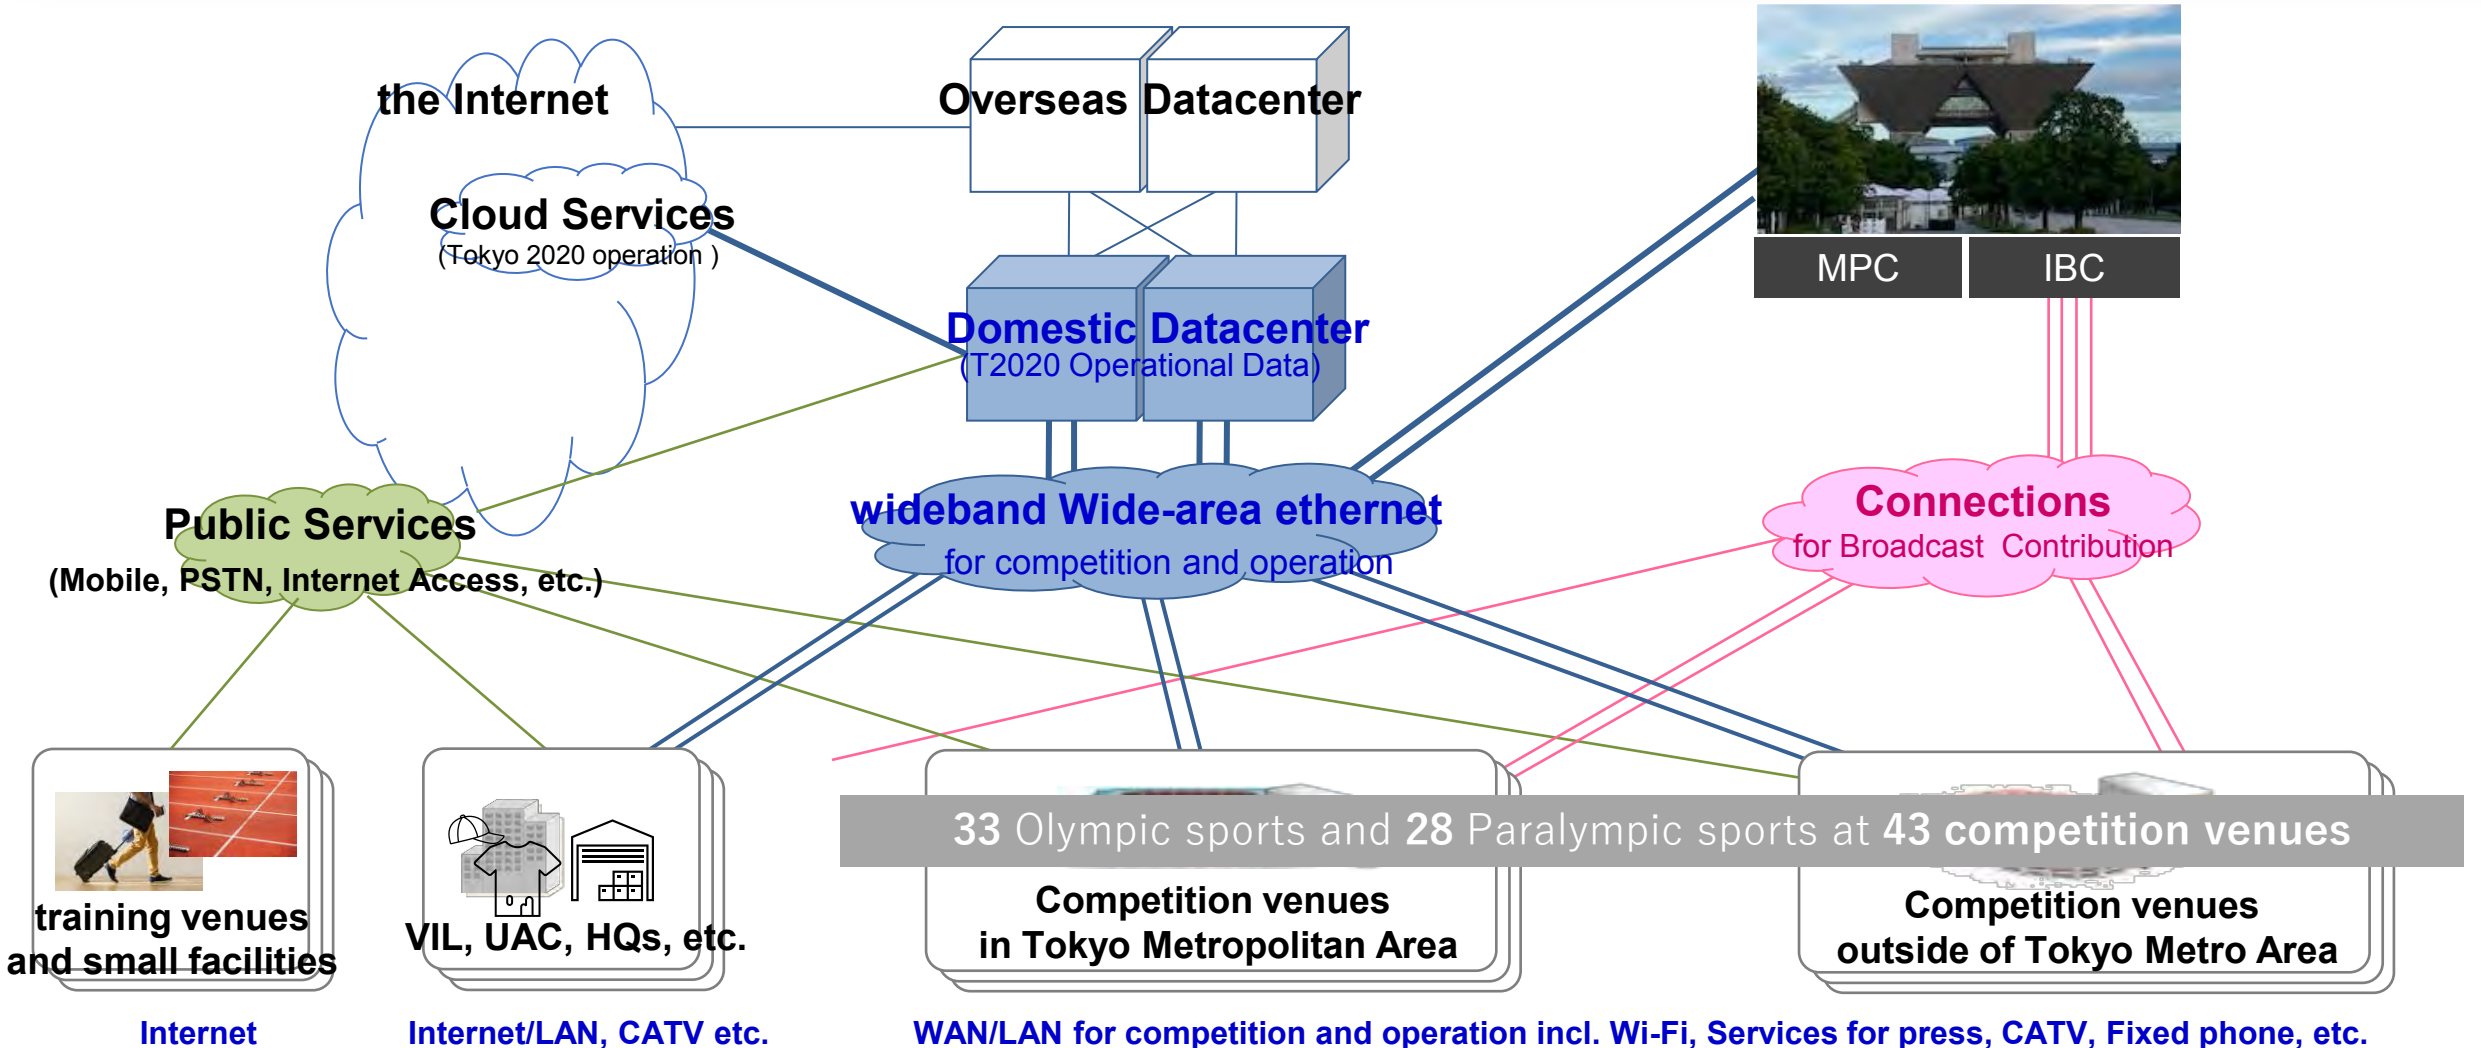 the Internet
Overseas Datacenter
Cloud Services
(Tokyo 2020 operation )
MPC
IBC
Domestic Datacenter
(T2020 Operational Data)
Public Services
(Mobile, PSTN, Internet Access, etc.)
wideband Wide-area ethernet
for competition and operation
Connections
for Broadcast Contribution
33 Olympic sports and 28 Paralympic sports at 43 competition venues
training venues
and small facilities
VIL, UAC, HQs, etc.
Competition venues
in Tokyo Metropolitan Area
Competition venues
outside of Tokyo Metro Area
Internet
Internet/LAN, CATV etc.
WAN/LAN for competition and operation incl. Wi-Fi, Services for press, CATV, Fixed phone, etc.